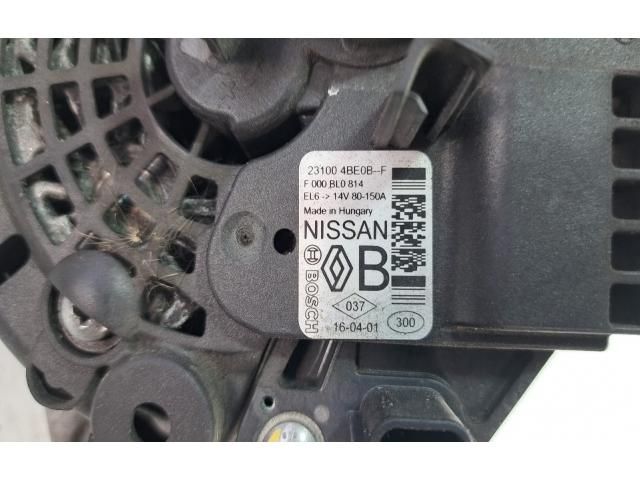 23100 4BE0B--F
F 000 BL0 814
EL6 -> 14V 80-150A
Made in Hungary
NISSAN
BOSCH
B
037
16-04-01
300